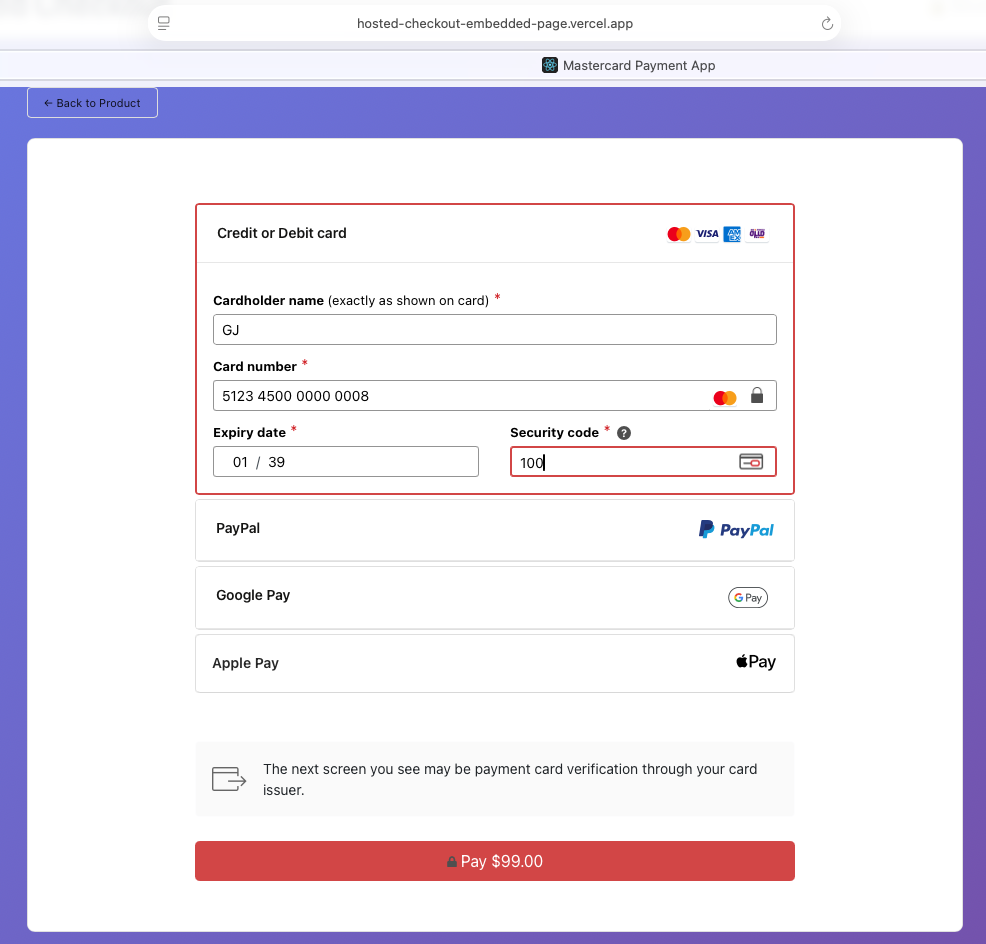 hosted-checkout-embedded-page.vercel.app
Mastercard Payment App
← Back to Product
Credit or Debit card
VISA
AM
EX
Cardholder name (exactly as shown on card) *
GJ
Card number *
5123 4500 0000 0008
Expiry date * Security code * ?
01 / 39 100
PayPal PayPal
Google Pay G Pay
Apple Pay Pay
The next screen you see may be payment card verification through your card
issuer.
Pay $99.00